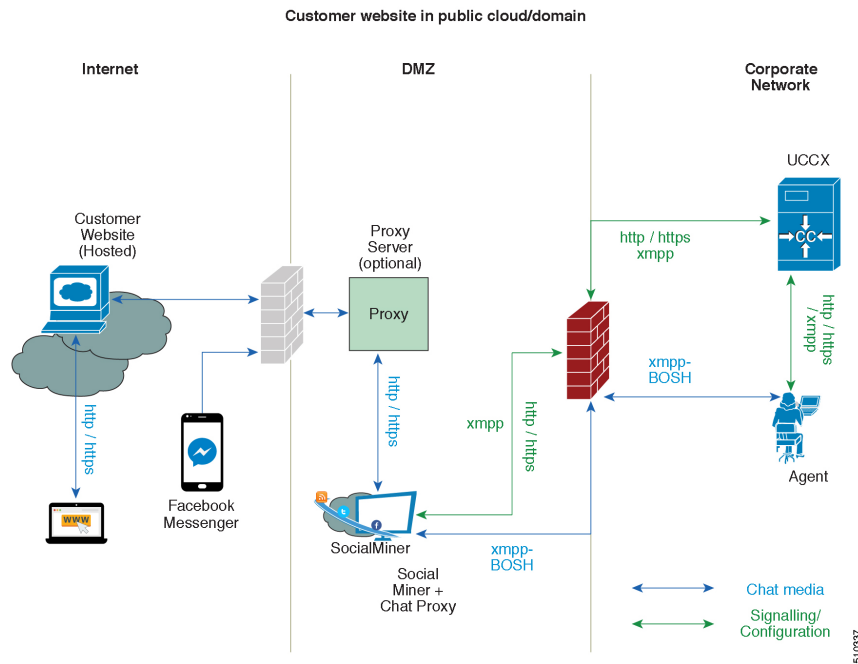 Customer website in public cloud/domain
Internet
DMZ
Corporate
Network
UCCX
CC
Customer
Website
(Hosted)
Proxy
Server
(optional)
Proxy
http / https
xmpp
http / https
/ xmpp
http / https
http / https
xmpp-
BOSH
xmpp
http / https
Agent
WWW
Facebook
Messenger
SocialMiner
xmpp-
BOSH
Social
Miner +
Chat Proxy
Chat media
Signalling/
Configuration